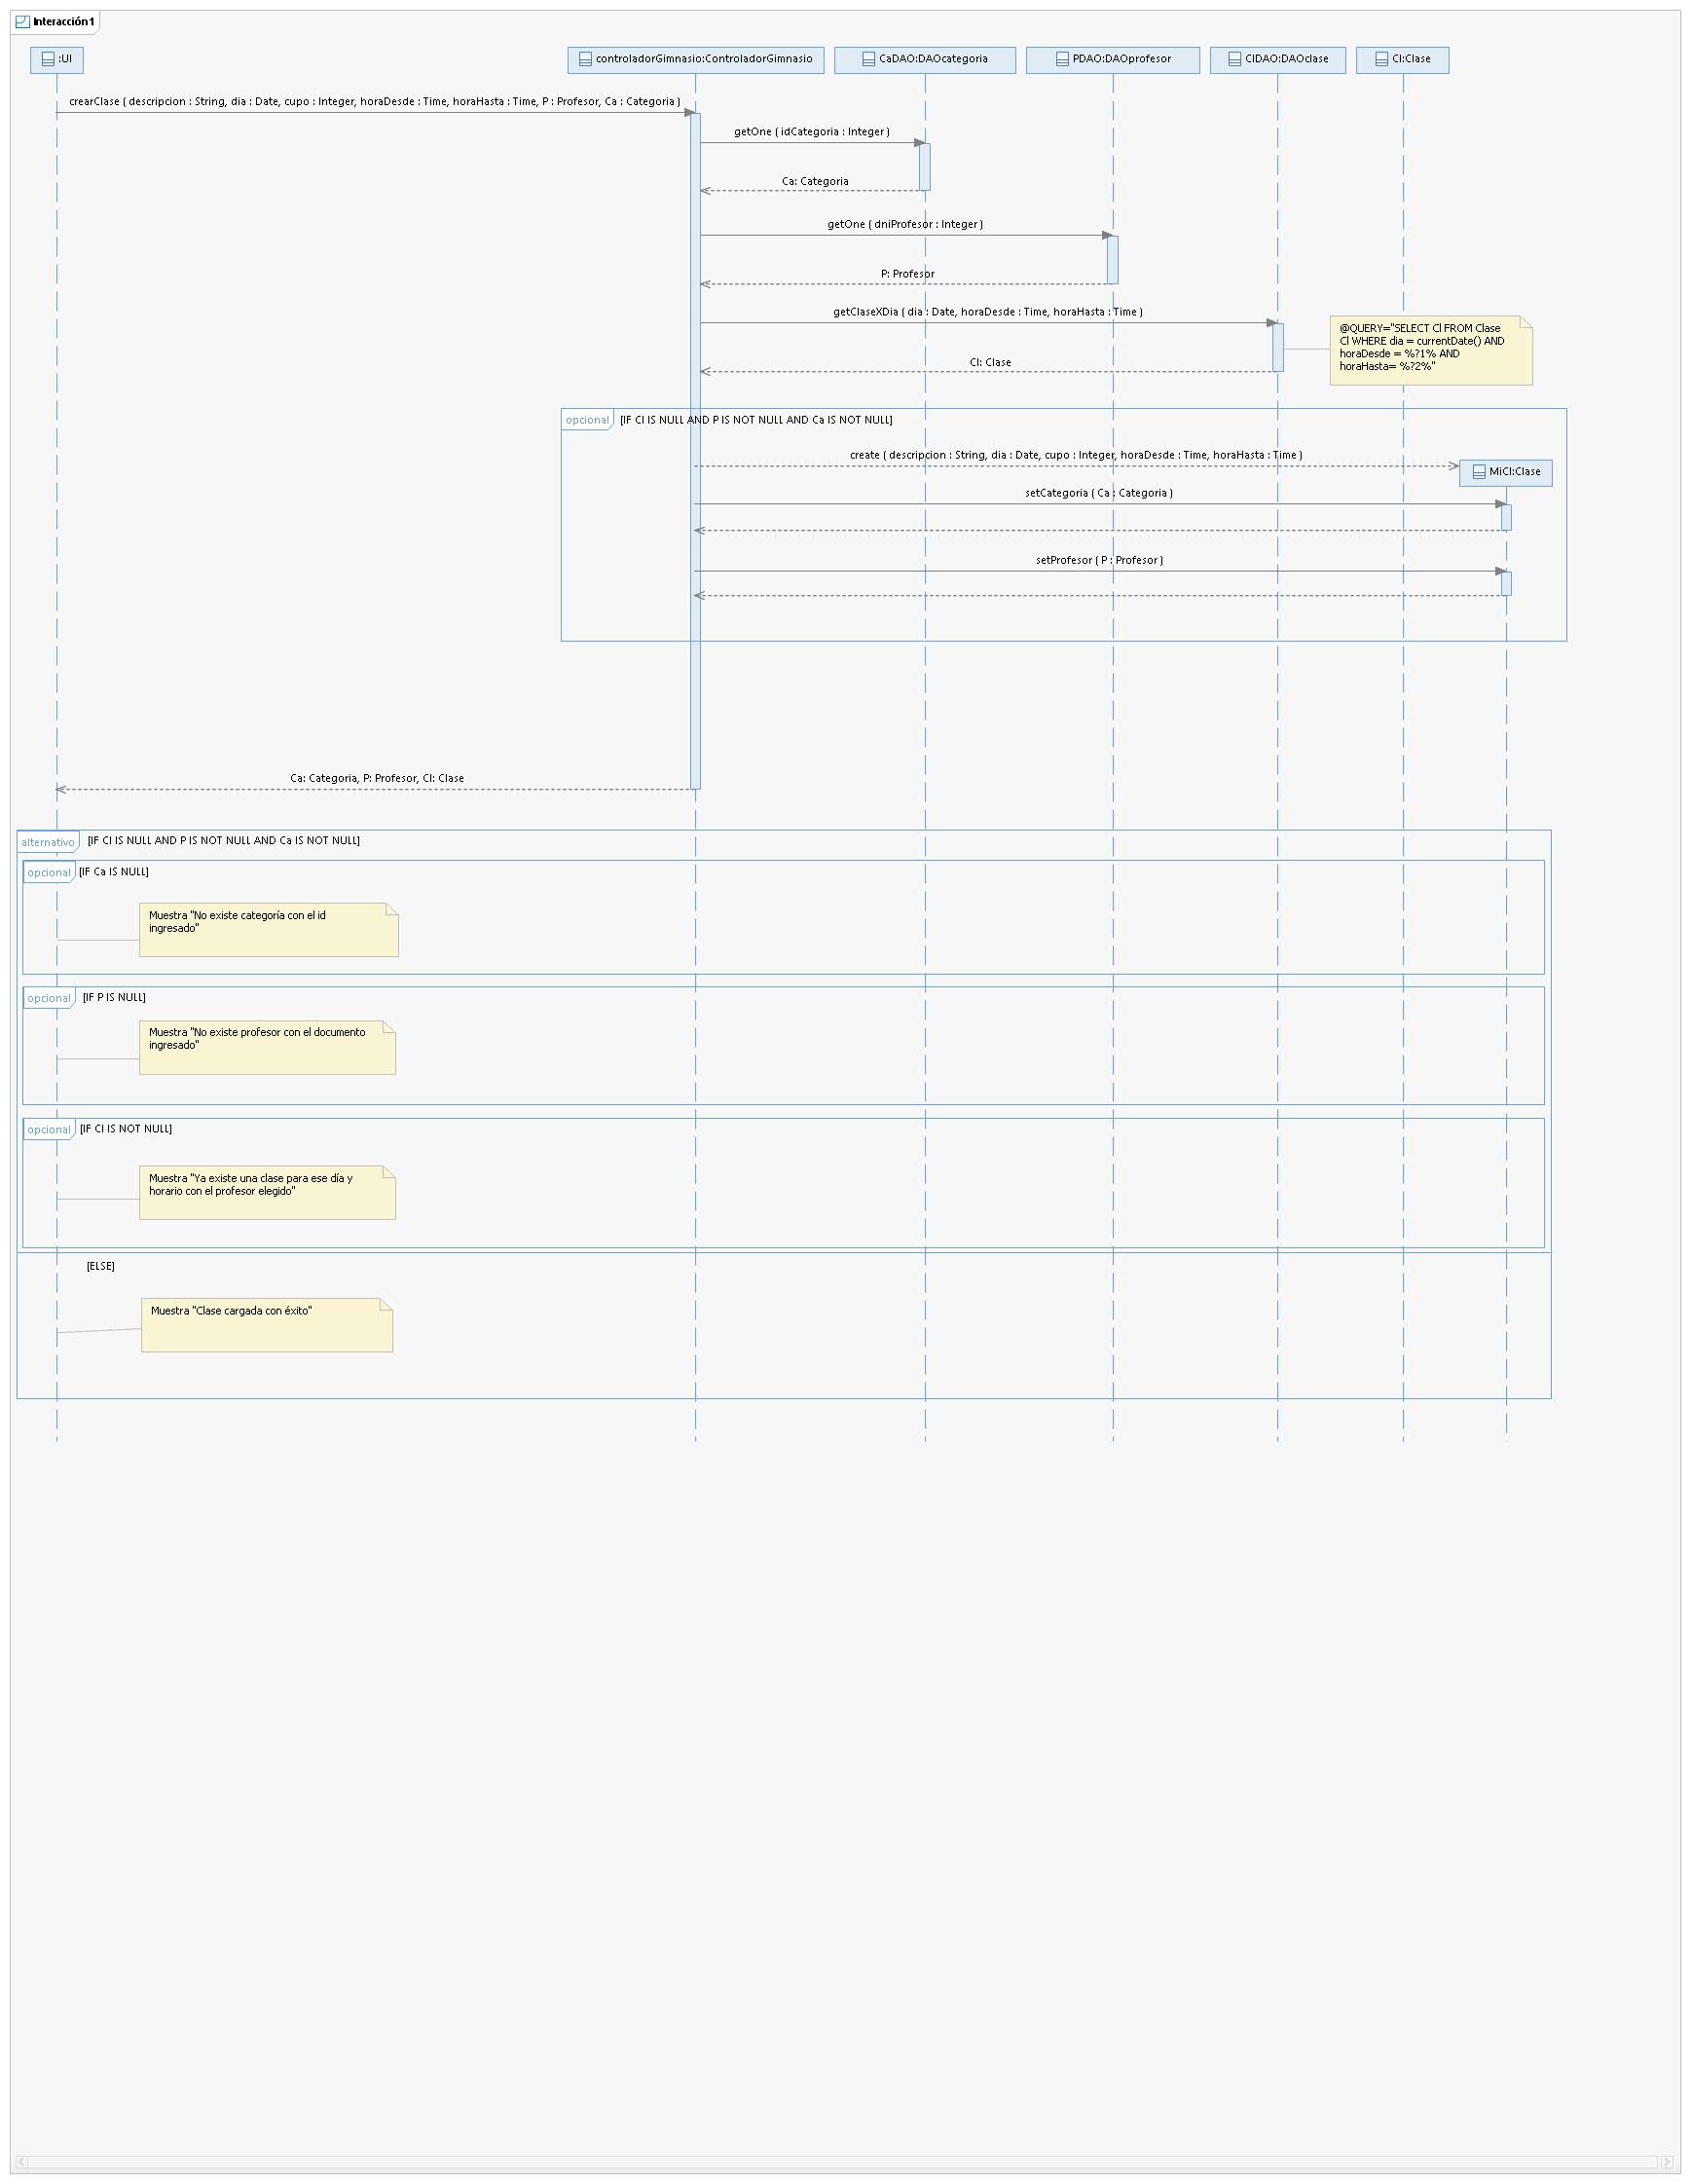 Interacción1
:UI
controladorGimnasio:ControladorGimnasio
CaDAO:DAOcategoria
PDAO:DAOprofesor
ClDAO:DAOclase
Cl:Clase
crearClase ( descripcion : String, dia : Date, cupo : Integer, horaDesde : Time, horaHasta : Time, P : Profesor, Ca : Categoria )
getOne ( idCategoria : Integer )
Ca: Categoria
getOne ( dniProfesor : Integer )
P: Profesor
getClaseXDia ( dia : Date, horaDesde : Time, horaHasta : Time )
@QUERY="SELECT Cl FROM Clase
Cl WHERE dia = currentDate() AND
horaDesde = %?1% AND
horaHasta= %?2%"
Cl: Clase
opcional
[IF Cl IS NULL AND P IS NOT NULL AND Ca IS NOT NULL]
create ( descripcion : String, dia : Date, cupo : Integer, horaDesde : Time, horaHasta : Time )
MiCl:Clase
setCategoria ( Ca : Categoria )
setProfesor ( P : Profesor )
Ca: Categoria, P: Profesor, Cl: Clase
alternativo
[IF Cl IS NULL AND P IS NOT NULL AND Ca IS NOT NULL]
opcional
[IF Ca IS NULL]
Muestra "No existe categoría con el id
ingresado"
opcional
[IF P IS NULL]
Muestra "No existe profesor con el documento
ingresado"
opcional
[IF Cl IS NOT NULL]
Muestra "Ya existe una clase para ese día y
horario con el profesor elegido"
[ELSE]
Muestra "Clase cargada con éxito"